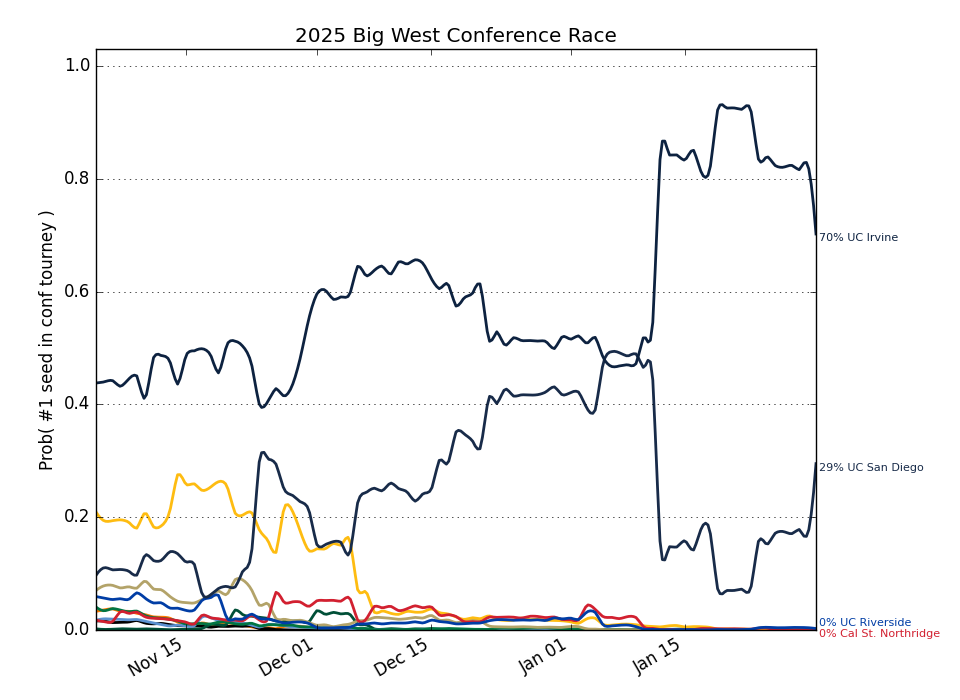 2025 Big West Conference Race
Prob( #1 seed in conf tourney )
1.0
0.8
0.6
0.4
0.2
0.0
Nov 15
Dec 01
Dec 15
Jan 01
Jan 15
70% UC Irvine
29% UC San Diego
0% UC Riverside
0% Cal St. Northridge